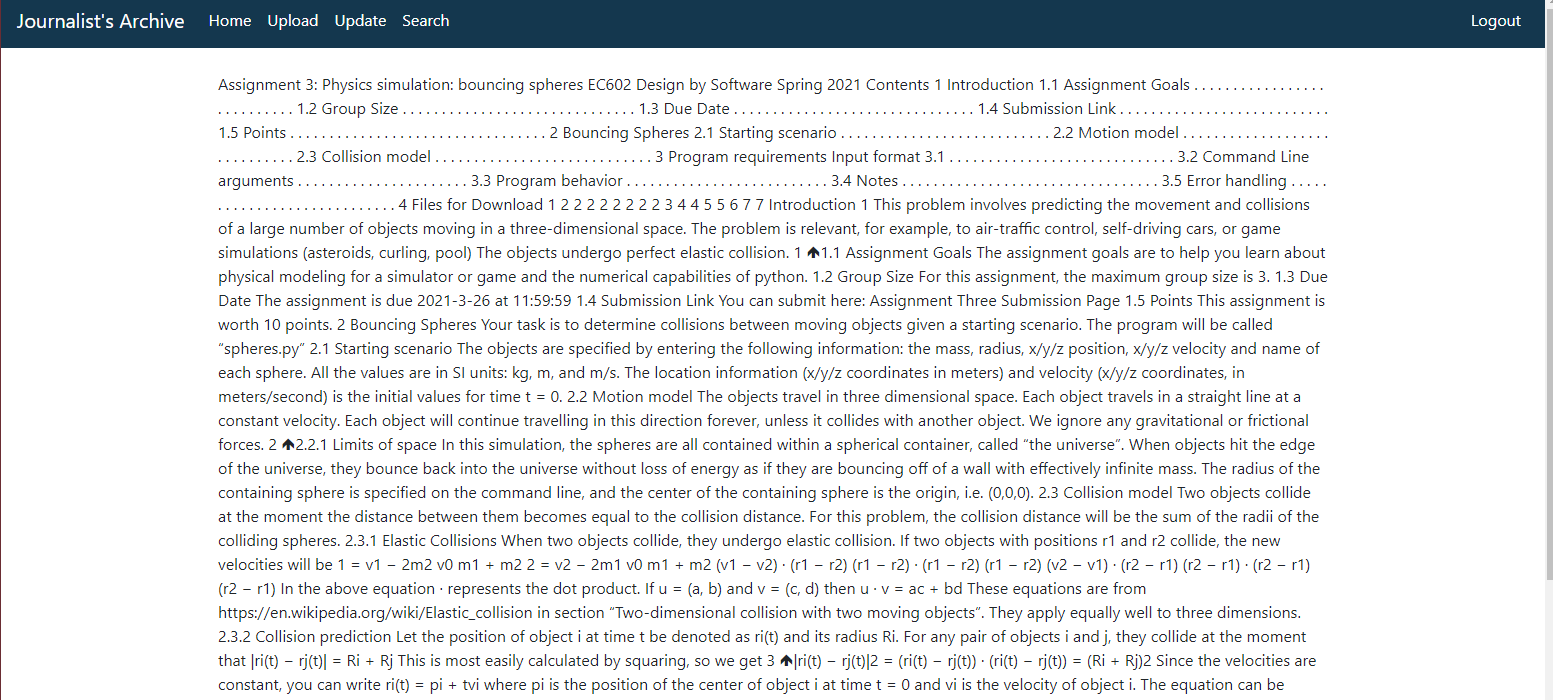 Journalist's Archive Home Upload Update Search Logout
Assignment 3: Physics simulation: bouncing spheres EC602 Design by Software Spring 2021 Contents 1 Introduction 1.1 Assignment Goals . . . . . . . . . . . . . . . . .
. . . . . . . . . . 1.2 Group Size . . . . . . . . . . . . . . . . . . . . . . . . . . . . . . 1.3 Due Date . . . . . . . . . . . . . . . . . . . . . . . . . . . . . . . 1.4 Submission Link . . . . . . . . . . . . . . . . . . . . . . . . . . .
1.5 Points . . . . . . . . . . . . . . . . . . . . . . . . . . . . . . . . . 2 Bouncing Spheres 2.1 Starting scenario . . . . . . . . . . . . . . . . . . . . . . . . . . . 2.2 Motion model . . . . . . . . . . . . . . . . . . .
. . . . . . . . . . 2.3 Collision model . . . . . . . . . . . . . . . . . . . . . . . . . . . . 3 Program requirements Input format 3.1 . . . . . . . . . . . . . . . . . . . . . . . . . . . . . 3.2 Command Line
arguments . . . . . . . . . . . . . . . . . . . . . . 3.3 Program behavior . . . . . . . . . . . . . . . . . . . . . . . . . . 3.4 Notes . . . . . . . . . . . . . . . . . . . . . . . . . . . . . . . . . 3.5 Error handling . . . . .
. . . . . . . . . . . . . . . . . . . . . . . 4 Files for Download 1 2 2 2 2 2 2 2 2 3 4 4 5 5 6 7 7 Introduction 1 This problem involves predicting the movement and collisions
of a large number of objects moving in a three-dimensional space. The problem is relevant, for example, to air-traffic control, self-driving cars, or game
simulations (asteroids, curling, pool) The objects undergo perfect elastic collision. 1 🡹1.1 Assignment Goals The assignment goals are to help you learn about
physical modeling for a simulator or game and the numerical capabilities of python. 1.2 Group Size For this assignment, the maximum group size is 3. 1.3 Due
Date The assignment is due 2021-3-26 at 11:59:59 1.4 Submission Link You can submit here: Assignment Three Submission Page 1.5 Points This assignment is
worth 10 points. 2 Bouncing Spheres Your task is to determine collisions between moving objects given a starting scenario. The program will be called
“spheres.py” 2.1 Starting scenario The objects are specified by entering the following information: the mass, radius, x/y/z position, x/y/z velocity and name of
each sphere. All the values are in SI units: kg, m, and m/s. The location information (x/y/z coordinates in meters) and velocity (x/y/z coordinates, in
meters/second) is the initial values for time t = 0. 2.2 Motion model The objects travel in three dimensional space. Each object travels in a straight line at a
constant velocity. Each object will continue travelling in this direction forever, unless it collides with another object. We ignore any gravitational or frictional
forces. 2 🡹2.2.1 Limits of space In this simulation, the spheres are all contained within a spherical container, called “the universe”. When objects hit the edge
of the universe, they bounce back into the universe without loss of energy as if they are bouncing off of a wall with effectively infinite mass. The radius of the
containing sphere is specified on the command line, and the center of the containing sphere is the origin, i.e. (0,0,0). 2.3 Collision model Two objects collide
at the moment the distance between them becomes equal to the collision distance. For this problem, the collision distance will be the sum of the radii of the
colliding spheres. 2.3.1 Elastic Collisions When two objects collide, they undergo elastic collision. If two objects with positions r1 and r2 collide, the new
velocities will be 1 = v1 − 2m2 v0 m1 + m2 2 = v2 − 2m1 v0 m1 + m2 (v1 − v2) · (r1 − r2) (r1 − r2) · (r1 − r2) (r1 − r2) (v2 − v1) · (r2 − r1) (r2 − r1) · (r2 − r1)
(r2 − r1) In the above equation · represents the dot product. If u = (a, b) and v = (c, d) then u · v = ac + bd These equations are from
https://en.wikipedia.org/wiki/Elastic_collision in section “Two-dimensional collision with two moving objects”. They apply equally well to three dimensions.
2.3.2 Collision prediction Let the position of object i at time t be denoted as ri(t) and its radius Ri. For any pair of objects i and j, they collide at the moment
that |ri(t) − rj(t)| = Ri + Rj This is most easily calculated by squaring, so we get 3 🡹|ri(t) − rj(t)|2 = (ri(t) − rj(t)) · (ri(t) − rj(t)) = (Ri + Rj)2 Since the velocities are
constant, you can write ri(t) = pi + tvi where pi is the position of the center of object i at time t = 0 and vi is the velocity of object i. The equation can be